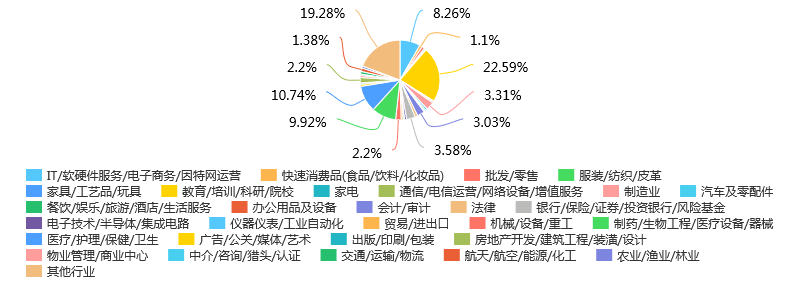 19.28% 8.26%
1.38% 1.1%
2.2% 22.59%
10.74% 3.31%
9.92% 3.03%
2.2% 3.58%
IT/软硬件服务/电子商务/因特网运营 快速消费品(食品/饮料/化妆品) 批发/零售 服装/纺织/皮革
家具/工艺品/玩具 教育/培训/科研/院校 家电 通信/电信运营/网络设备/增值服务 制造业 汽车及零配件
餐饮/娱乐/旅游/酒店/生活服务 办公用品及设备 会计/审计 法律 银行/保险/证券/投资银行/风险基金
电子技术/半导体/集成电路 仪器仪表/工业自动化 贸易/进出口 机械/设备/重工 制药/生物工程/医疗设备/器械
医疗/护理/保健/卫生 广告/公关/媒体/艺术 出版/印刷/包装 房地产开发/建筑工程/装潢/设计
物业管理/商业中心 中介/咨询/猎头/认证 交通/运输/物流 航天/航空/能源/化工 农业/渔业/林业
其他行业